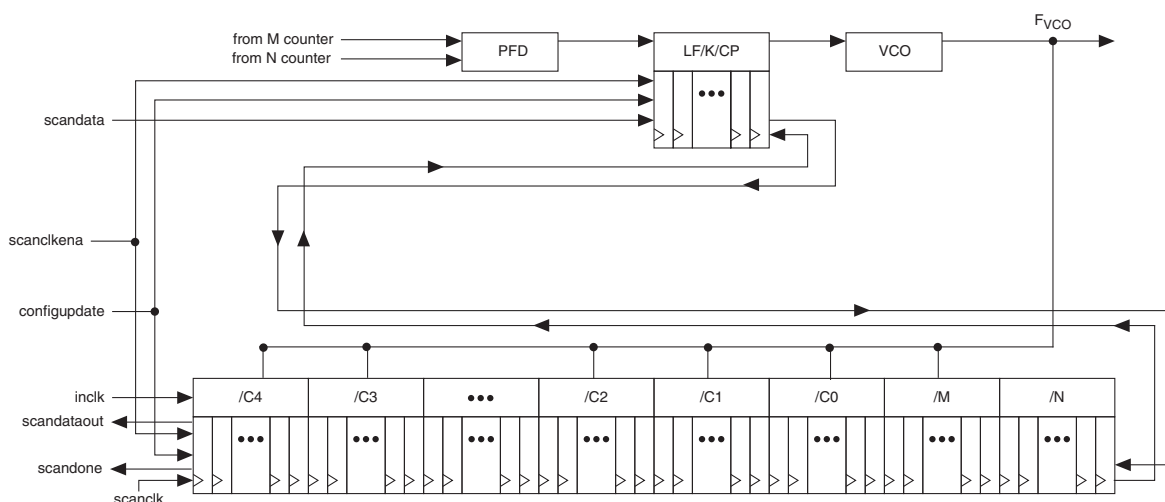 FVCO
from M counter
from N counter
PFD
LF/K/CP
VCO
scandata
scanclkena
configupdate
inclk
/C4
/C3
/C2
/C1
/C0
/M
/N
scandataout
scandone
scanclk